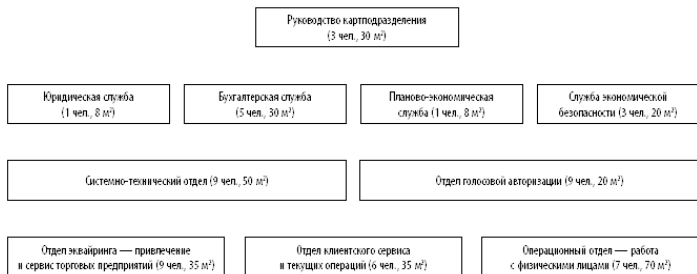 Руководство картподразделения
(3 чел., 30 м²)
Юридическая служба
(1 чел., 8 м²)
Бухгалтерская служба
(5 чел., 30 м²)
Планово-экономическая
служба (1 чел., 8 м²)
Служба экономической
безопасности (3 чел., 20 м²)
Системно-технический отдел (9 чел., 50 м²)
Отдел голосовой авторизации (9 чел., 20 м²)
Отдел эквайринга — привлечение
и сервис торговых предприятий (9 чел., 35 м²)
Отдел клиентского сервиса
и текущих операций (6 чел., 35 м²)
Операционный отдел — работа
с физическими лицами (7 чел., 70 м²)